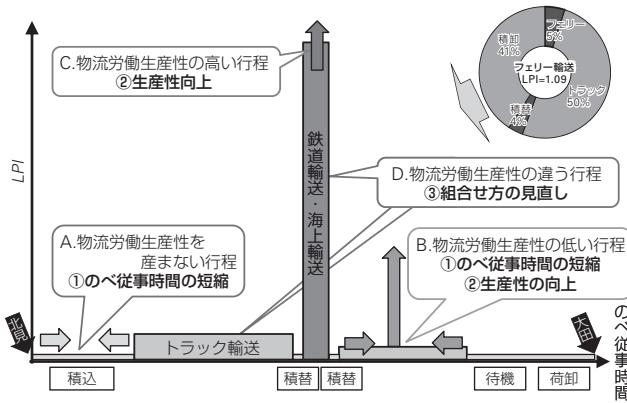 LPI
C.物流労働生産性の高い行程
②生産性向上
積卸
41%
フェリー
5%
フェリー輸送
LPI=1.09
トラック
50%
積替
4%
鉄道輸送・海上輸送
D.物流労働生産性の違う行程
③組合せ方の見直し
A.物流労働生産性を
産まない行程
①のべ従事時間の短縮
B.物流労働生産性の低い行程
①のべ従事時間の短縮
②生産性の向上
北見
トラック輸送
大田
のべ従事時間
積込
積替
積替
待機
荷卸